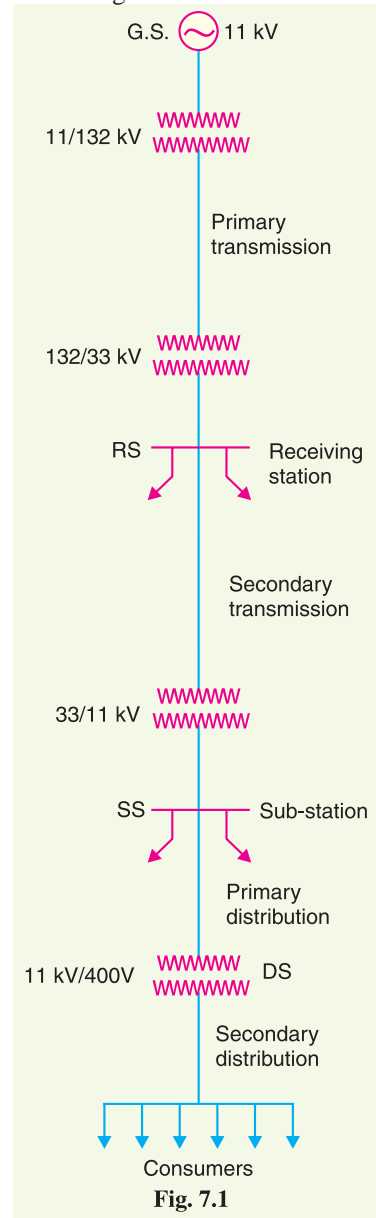 G.S. 11 kV
11/132 kV
Primary
transmission
132/33 kV
RS
Receiving
station
Secondary
transmission
33/11 kV
SS
Sub-station
Primary
distribution
11 kV/400V
DS
Secondary
distribution
Consumers
Fig. 7.1